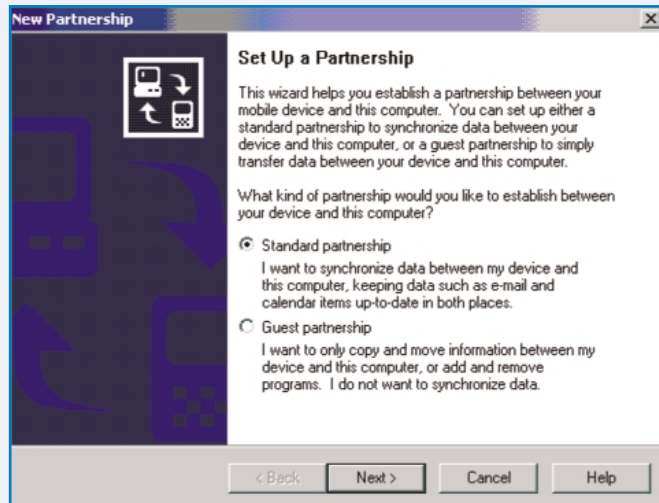 New Partnership
Set Up a Partnership
This wizard helps you establish a partnership between your
mobile device and this computer.  You can set up either a
standard partnership to synchronize data between your
device and this computer, or a guest partnership to simply
transfer data between your device and this computer.
What kind of partnership would you like to establish between
your device and this computer?
Standard partnership
I want to synchronize data between my device and
this computer, keeping data such as e-mail and
calendar items up-to-date in both places.
Guest partnership
I want to only copy and move information between my
device and this computer, or add and remove
programs.  I do not want to synchronize data.
< Back Next > Cancel Help